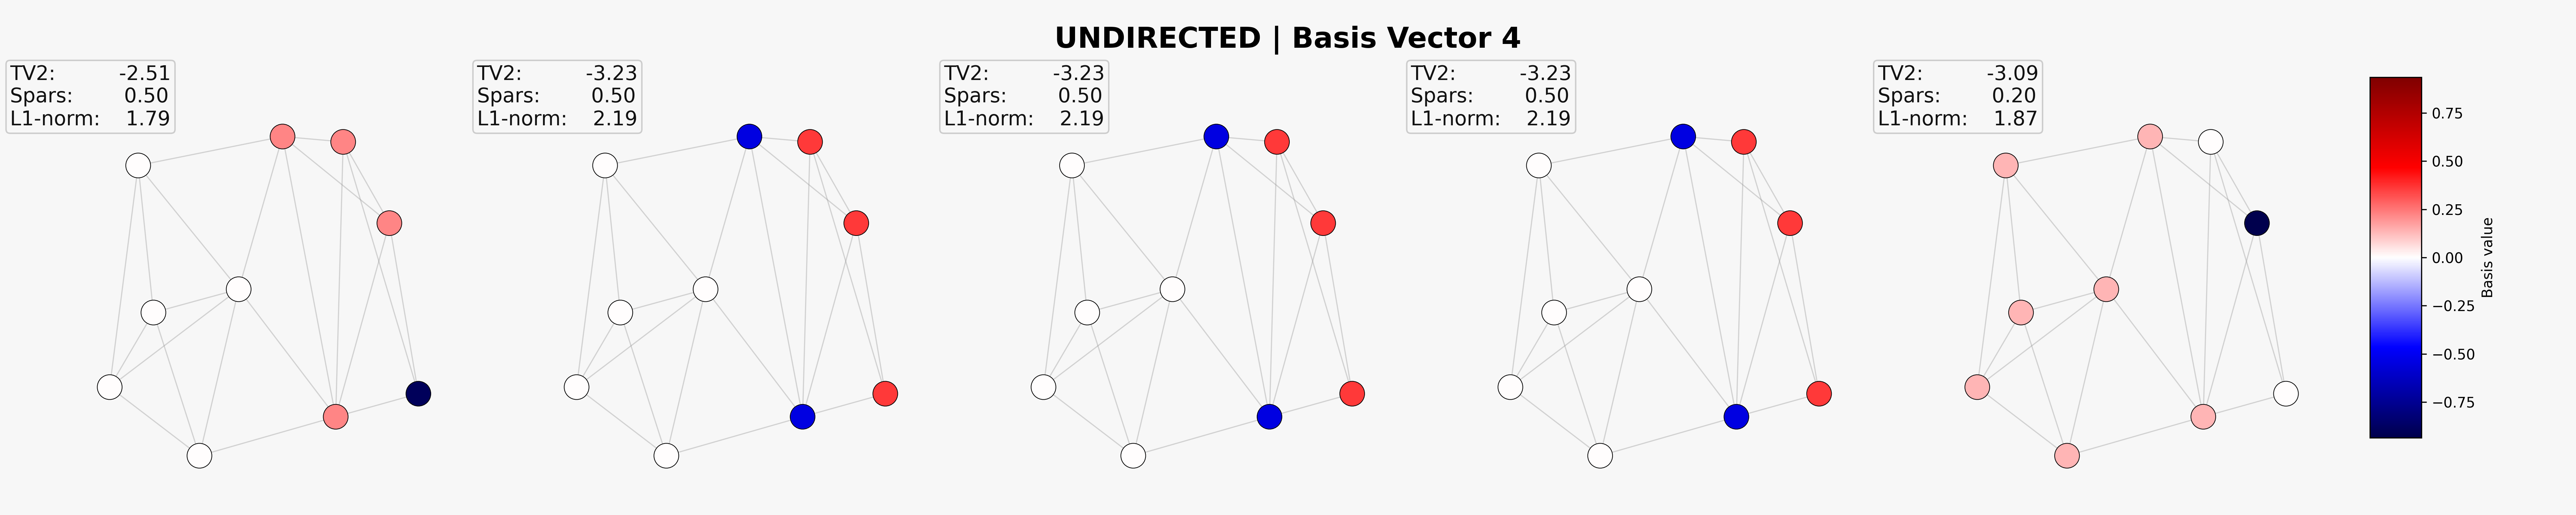 UNDIRECTED | Basis Vector 4
TV2: -2.51
Spars: 0.50
L1-norm: 1.79
TV2: -3.23
Spars: 0.50
L1-norm: 2.19
TV2: -3.23
Spars: 0.50
L1-norm: 2.19
TV2: -3.23
Spars: 0.50
L1-norm: 2.19
TV2: -3.09
Spars: 0.20
L1-norm: 1.87
0.75
0.50
0.25
0.00
−0.25
−0.50
−0.75
Basis value